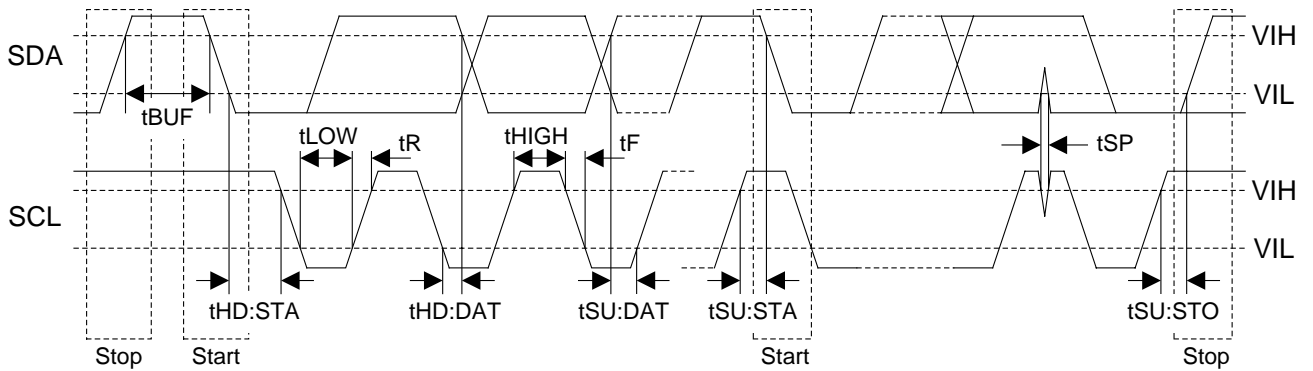 SDA
VIH
VIL
tBUF
tLOW
tR
tHIGH
tF
tSP
SCL
VIH
VIL
tHD:STA
tHD:DAT
tSU:DAT
tSU:STA
tSU:STO
Stop
Start
Start
Stop